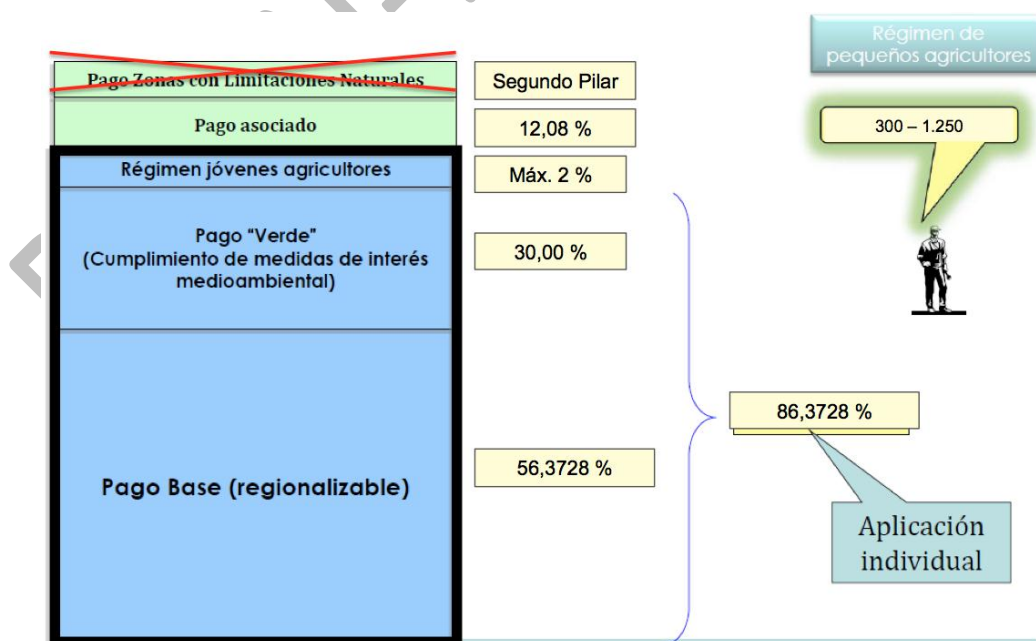 Régimen de
pequeños agricultores
Pago Zonas con Limitaciones Naturales
Segundo Pilar
Pago asociado
12,08 %
300 – 1.250
Régimen jóvenes agricultores
Máx. 2 %
Pago “Verde”
(Cumplimiento de medidas de interés
medioambiental)
30,00 %
86,3728 %
Pago Base (regionalizable)
56,3728 %
Aplicación
individual